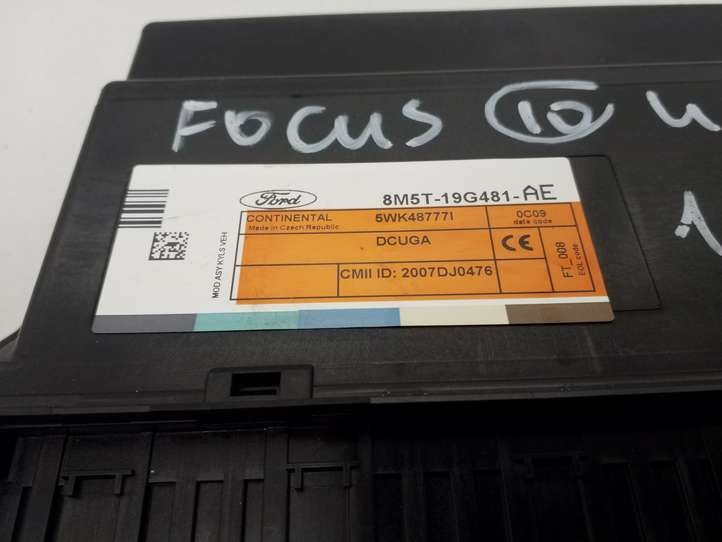 FOCUS 10
Ford 8M5T-19G481-AE
CONTINENTAL 5WK48777I 0C09
Made in Czech Republic date code
DCUGA
CMII ID: 2007DJ0476
MOD ASY KYLS VEH
FT_008
EOL code